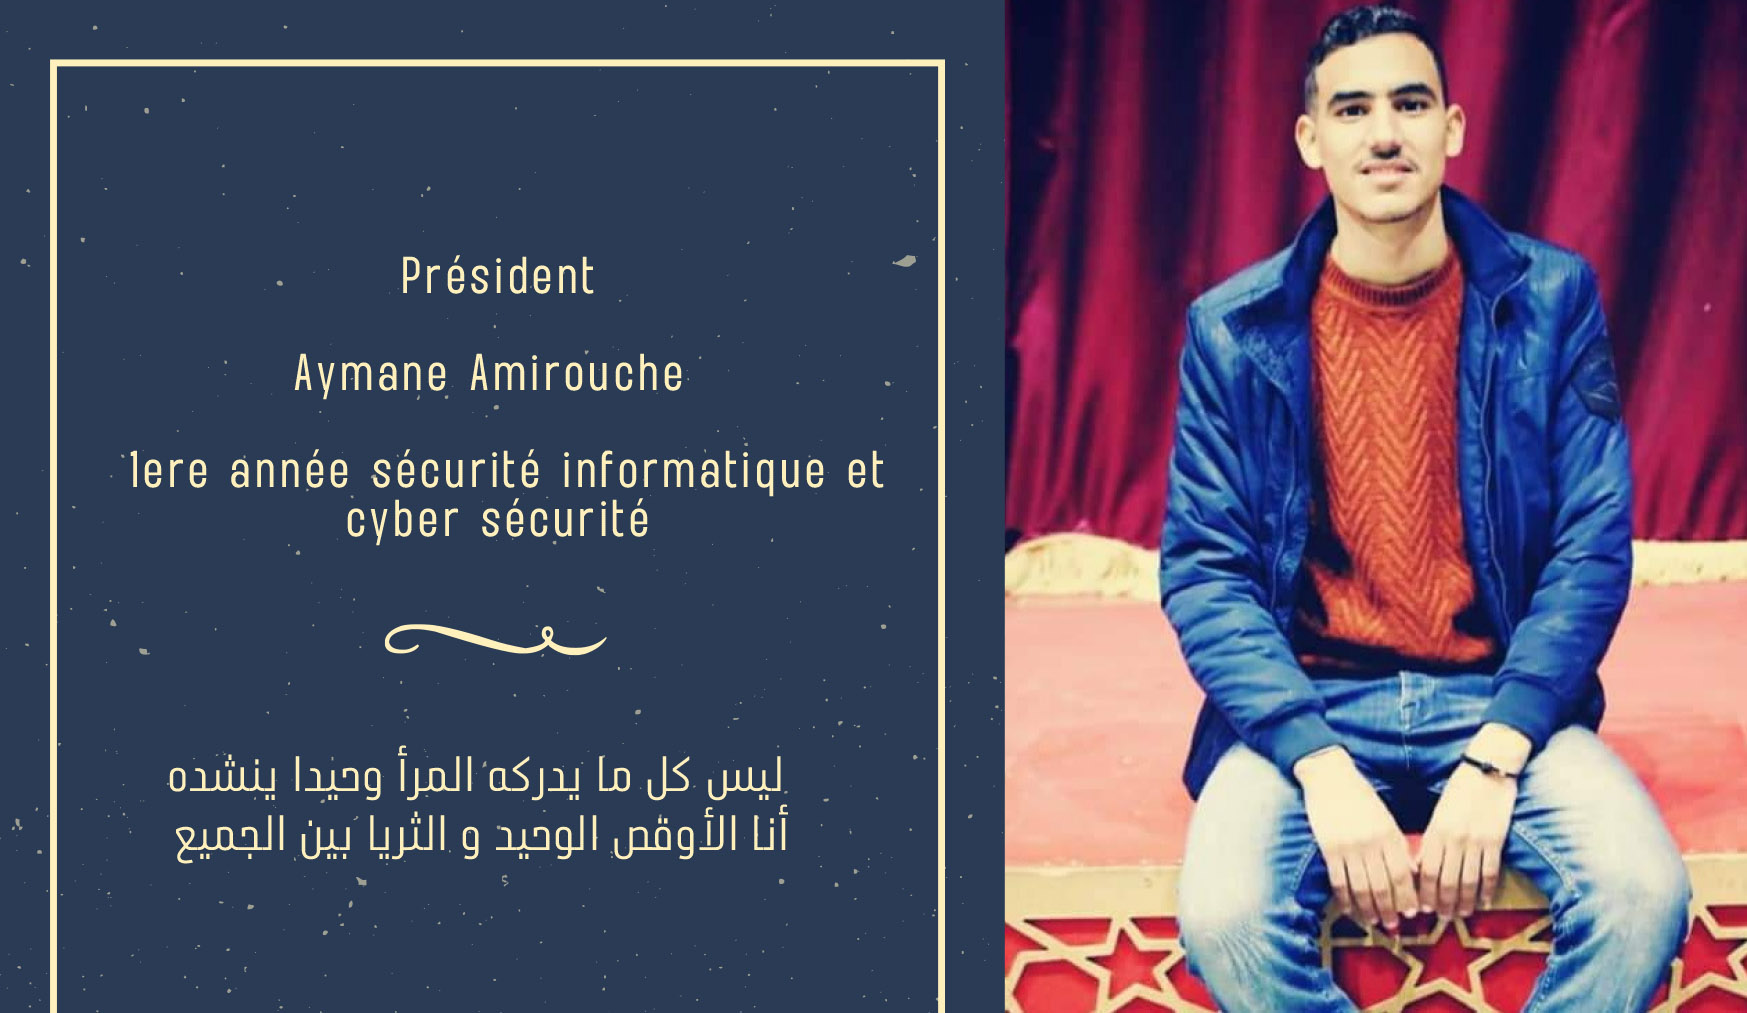 Président
Aymane Amirouche
1ere année sécurité informatique et
cyber sécurité
ليس كل ما يدركه المرأ وحيدا ينشده
أنا الأوقص الوحيد و الثريا بين الجميع